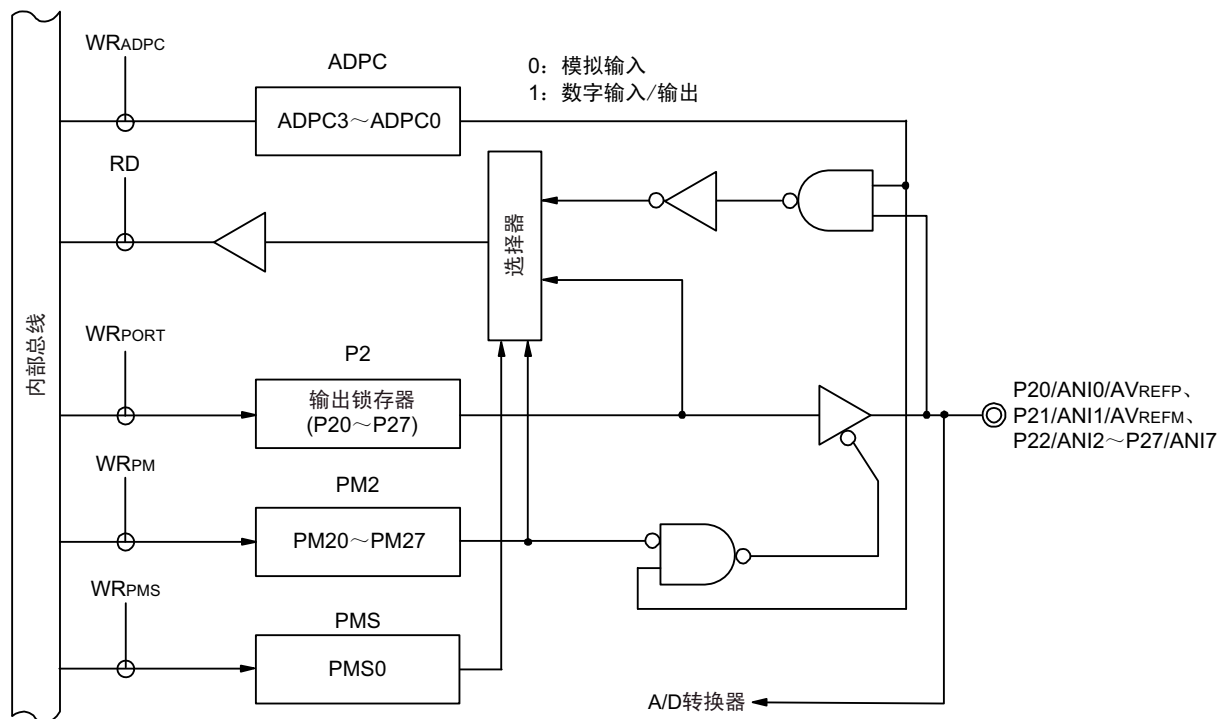 WRADPC
ADPC
0：模拟输入
1：数字输入/输出
ADPC3～ADPC0
RD
选择器
内部总线
WRPORT
P2
输出锁存器
(P20～P27)
P20/ANI0/AVREFP、
P21/ANI1/AVREFM、
P22/ANI2～P27/ANI7
WRPM
PM2
PM20～PM27
WRPMS
PMS
PMS0
A/D转换器